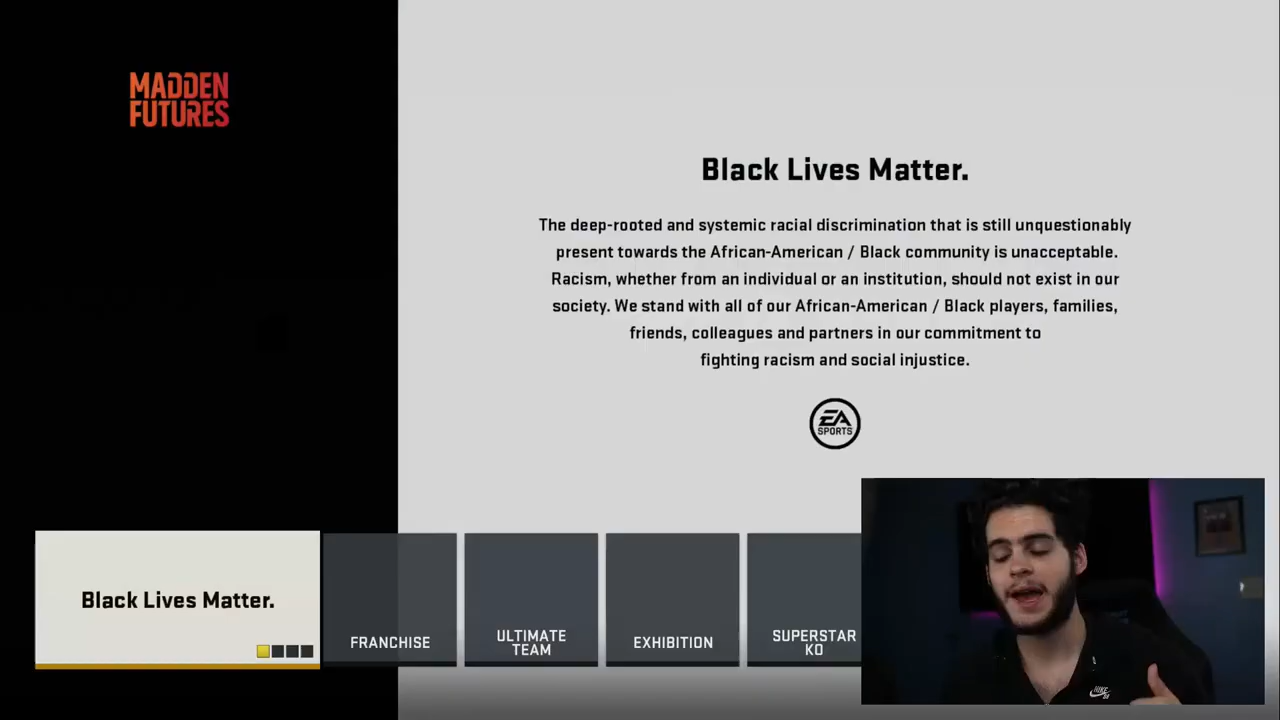 MADDEN
FUTURES
Black Lives Matter.
The deep-rooted and systemic racial discrimination that is still unquestionably
present towards the African-American / Black community is unacceptable.
Racism, whether from an individual or an institution, should not exist in our
society. We stand with all of our African-American / Black players, families,
friends, colleagues and partners in our commitment to
fighting racism and social injustice.
EA
SPORTS
Black Lives Matter.
FRANCHISE
ULTIMATE
TEAM
EXHIBITION
SUPERSTAR
KO
NIKE